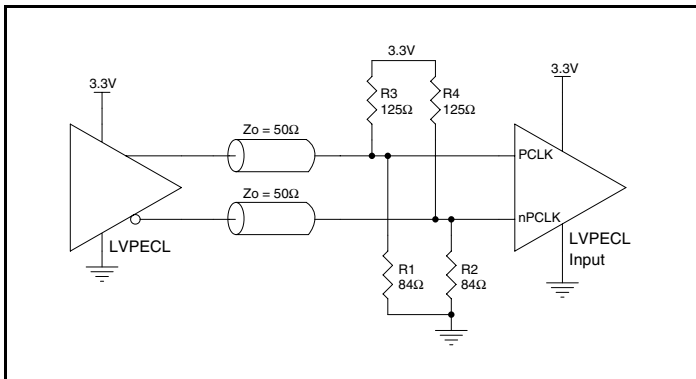 3.3V
3.3V
3.3V
R3
125Ω
R4
125Ω
Zo = 50Ω
PCLK
Zo = 50Ω
nPCLK
LVPECL
LVPECL
Input
R1
84Ω
R2
84Ω